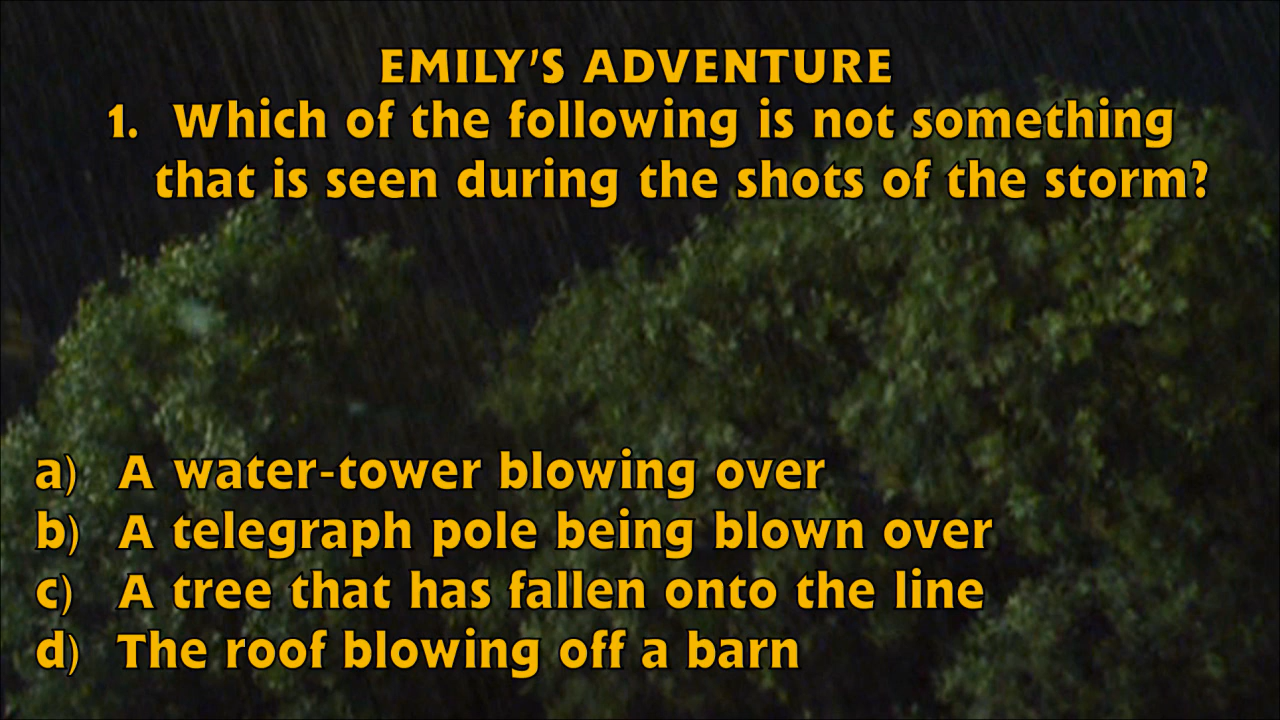 EMILY'S ADVENTURE
1. Which of the following is not something
that is seen during the shots of the storm?
a) A water-tower blowing over
b) A telegraph pole being blown over
c) A tree that has fallen onto the line
d) The roof blowing off a barn